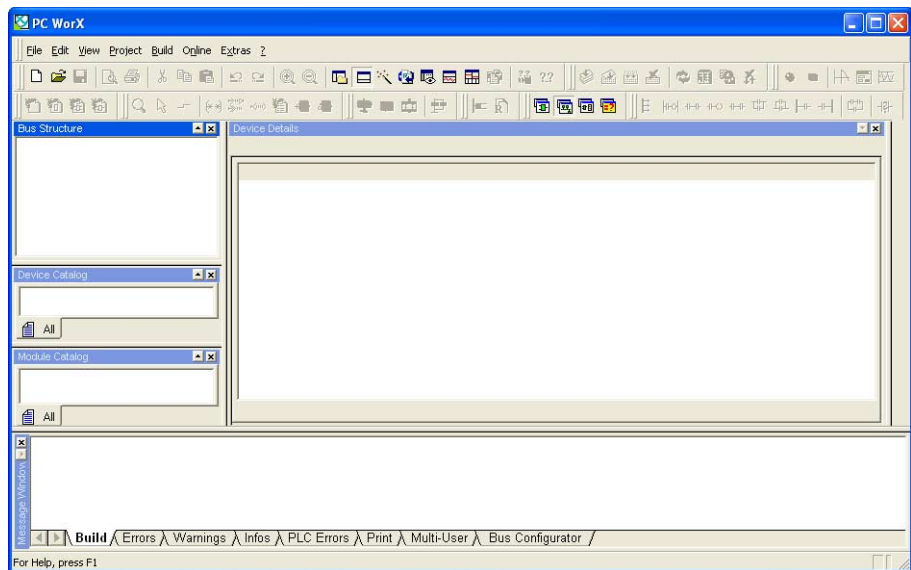 PC WorX
File Edit View Project Build Online Extras ?
Bus Structure
Device Details
Device Catalog
All
Module Catalog
All
Message Window
Build Errors Warnings Infos PLC Errors Print Multi-User Bus Configurator
For Help, press F1